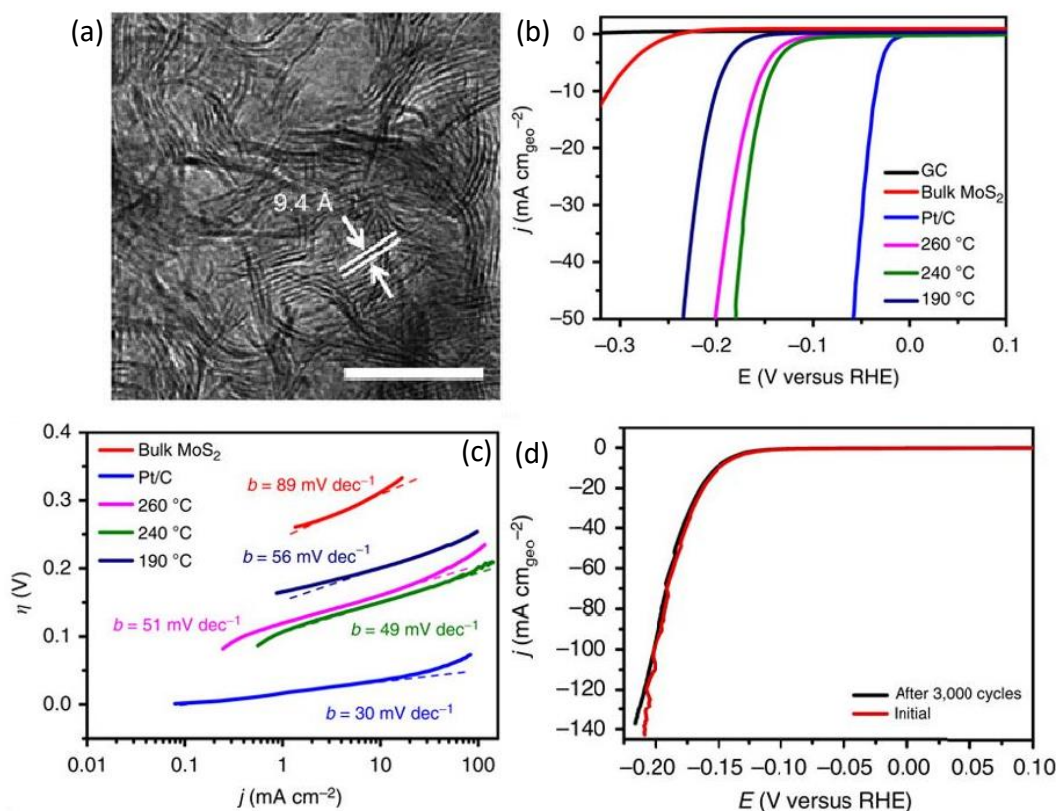 (a)
9.4 Å
(b)
0
−10
−20
−30
−40
−50
j (mA cm_geo⁻²)
GC
Bulk MoS₂
Pt/C
260 °C
240 °C
190 °C
−0.3
−0.2
−0.1
0.0
0.1
E (V versus RHE)
(c)
0.4
0.3
0.2
0.1
0.0
η (V)
Bulk MoS₂
Pt/C
260 °C
240 °C
190 °C
b = 89 mV dec⁻¹
b = 56 mV dec⁻¹
b = 51 mV dec⁻¹
b = 49 mV dec⁻¹
b = 30 mV dec⁻¹
0.01
0.1
1
10
100
j (mA cm⁻²)
(d)
0
−20
−40
−60
−80
−100
−120
−140
j (mA cm_geo⁻²)
After 3,000 cycles
Initial
−0.20
−0.15
−0.10
−0.05
0.00
0.05
0.10
E (V versus RHE)